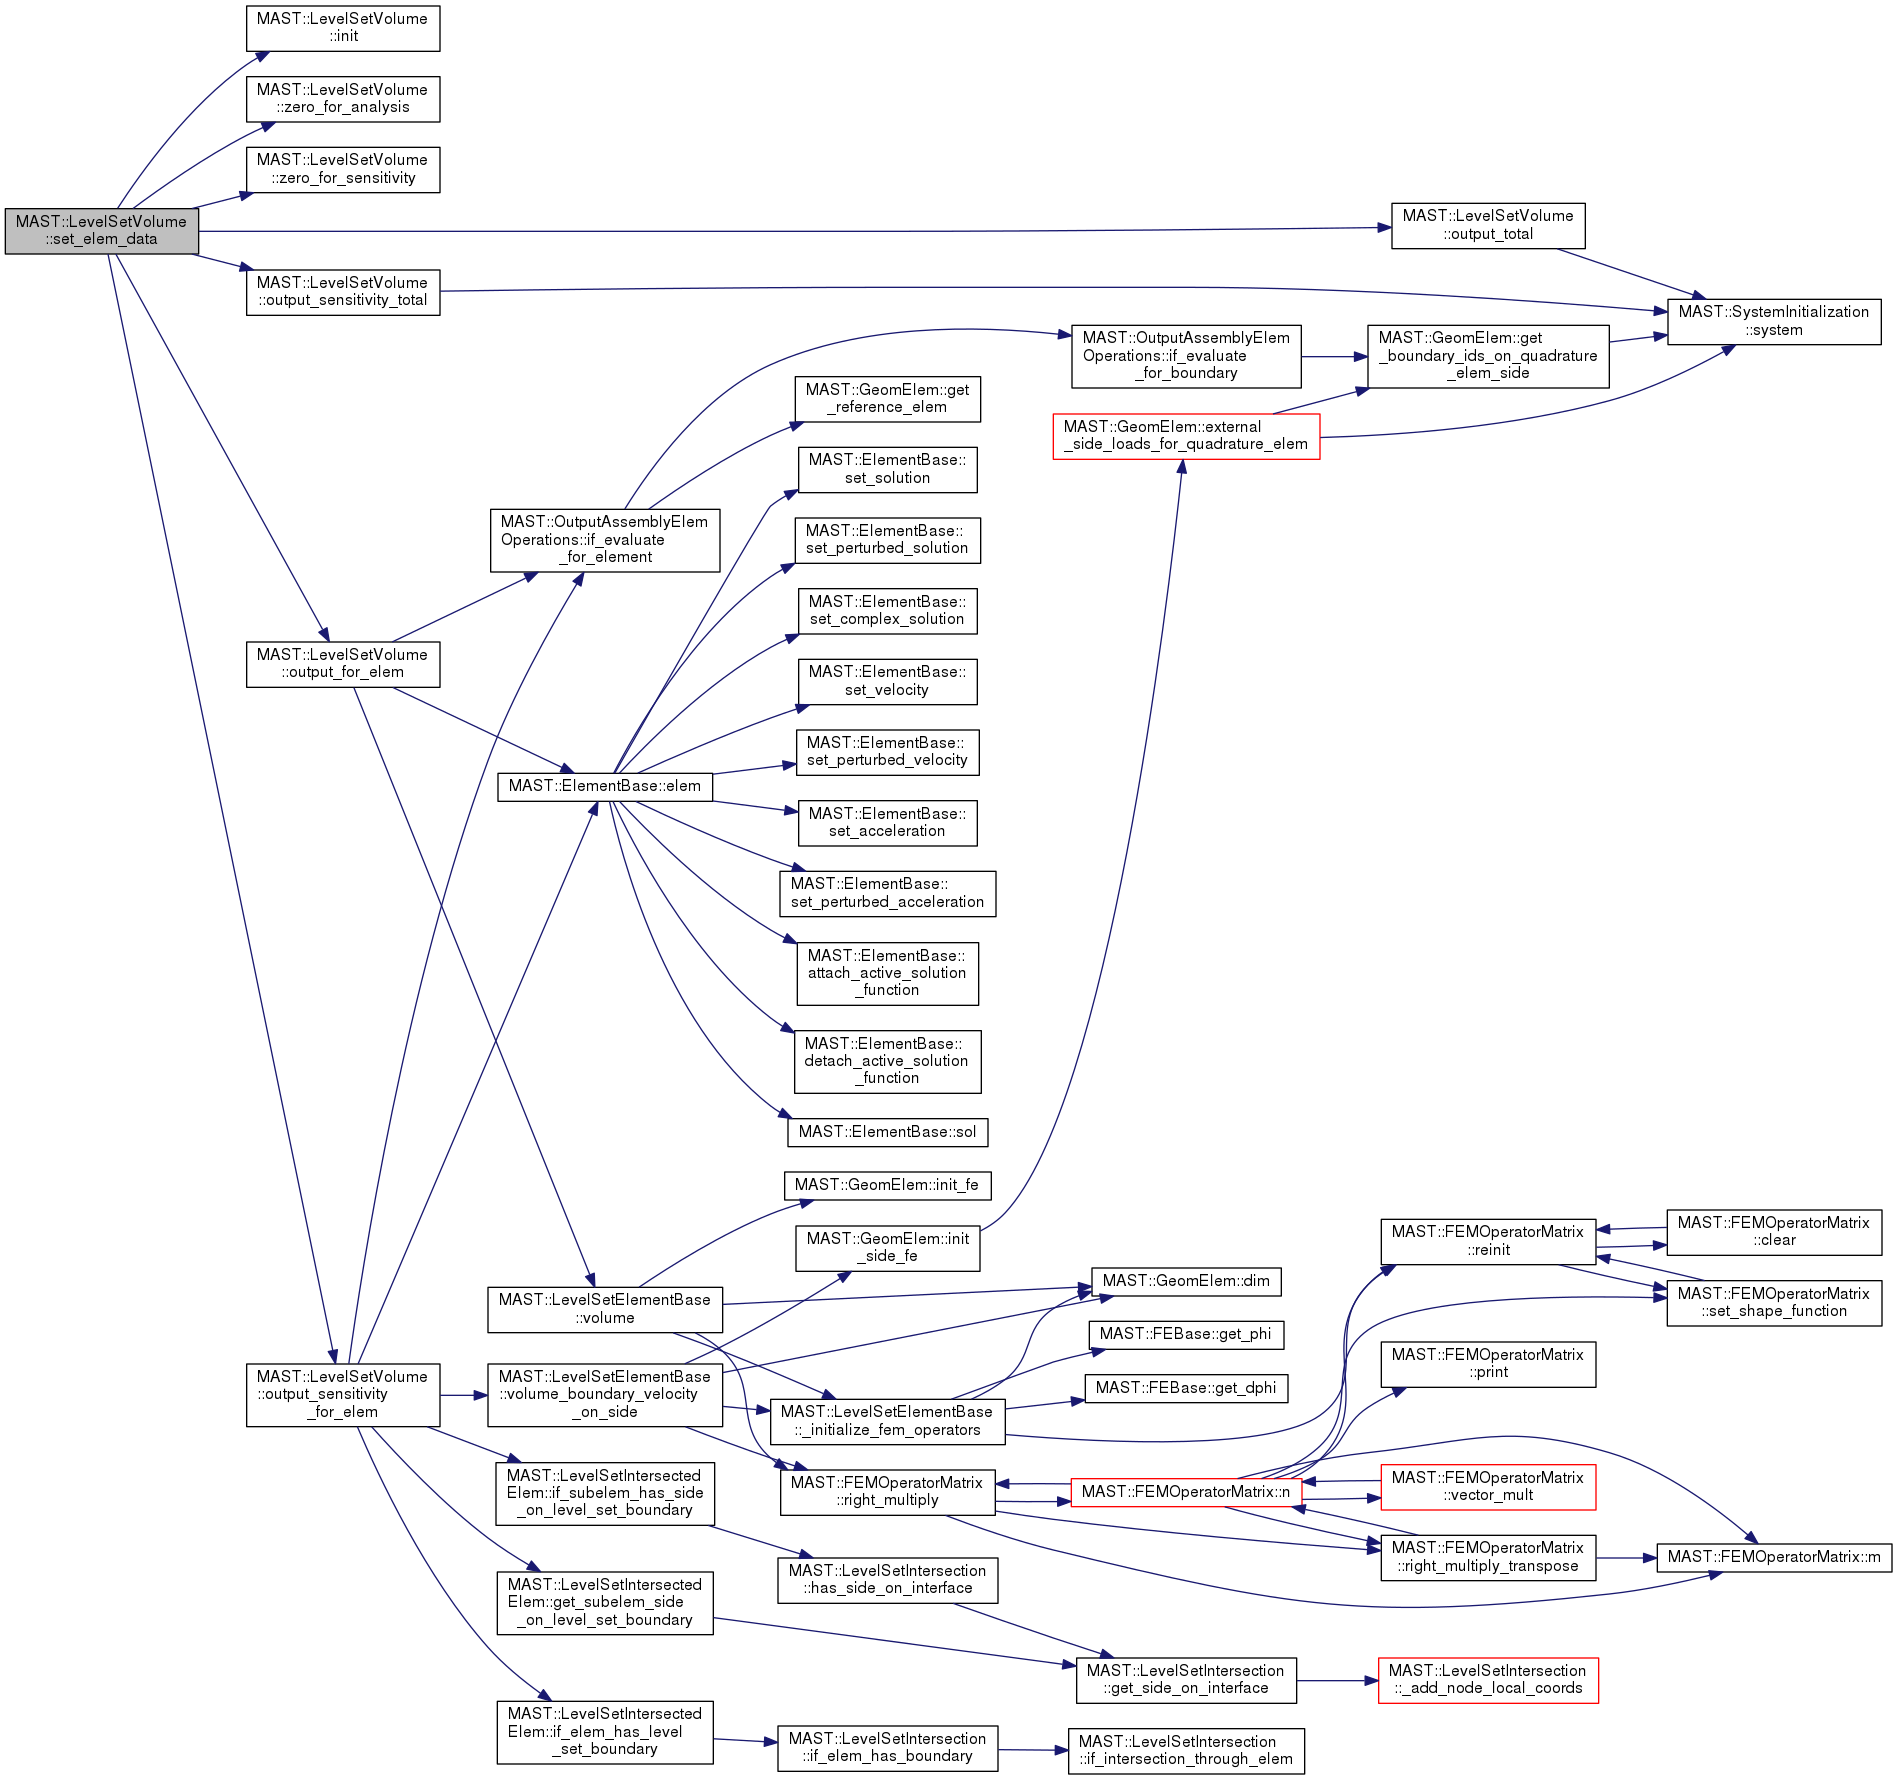 MAST::LevelSetVolume
::init
MAST::LevelSetVolume
::zero_for_analysis
MAST::LevelSetVolume
::zero_for_sensitivity
MAST::LevelSetVolume
::set_elem_data
MAST::LevelSetVolume
::output_total
MAST::LevelSetVolume
::output_sensitivity_total
MAST::SystemInitialization
::system
MAST::OutputAssemblyElem
Operations::if_evaluate
_for_boundary
MAST::GeomElem::get
_boundary_ids_on_quadrature
_elem_side
MAST::GeomElem::get
_reference_elem
MAST::GeomElem::external
_side_loads_for_quadrature_elem
MAST::ElementBase::
set_solution
MAST::OutputAssemblyElem
Operations::if_evaluate
_for_element
MAST::ElementBase::
set_perturbed_solution
MAST::ElementBase::
set_complex_solution
MAST::LevelSetVolume
::output_for_elem
MAST::ElementBase::
set_velocity
MAST::ElementBase::
set_perturbed_velocity
MAST::ElementBase::elem
MAST::ElementBase::
set_acceleration
MAST::ElementBase::
set_perturbed_acceleration
MAST::ElementBase::
attach_active_solution
_function
MAST::ElementBase::
detach_active_solution
_function
MAST::ElementBase::sol
MAST::GeomElem::init_fe
MAST::GeomElem::init
_side_fe
MAST::FEMOperatorMatrix
::reinit
MAST::FEMOperatorMatrix
::clear
MAST::LevelSetElementBase
::volume
MAST::GeomElem::dim
MAST::FEMOperatorMatrix
::set_shape_function
MAST::FEBase::get_phi
MAST::FEMOperatorMatrix
::print
MAST::LevelSetVolume
::output_sensitivity
_for_elem
MAST::LevelSetElementBase
::volume_boundary_velocity
_on_side
MAST::FEBase::get_dphi
MAST::LevelSetElementBase
::_initialize_fem_operators
MAST::LevelSetIntersected
Elem::if_subelem_has_side
_on_level_set_boundary
MAST::FEMOperatorMatrix
::right_multiply
MAST::FEMOperatorMatrix::n
MAST::FEMOperatorMatrix
::vector_mult
MAST::FEMOperatorMatrix
::right_multiply_transpose
MAST::FEMOperatorMatrix::m
MAST::LevelSetIntersected
Elem::get_subelem_side
_on_level_set_boundary
MAST::LevelSetIntersection
::has_side_on_interface
MAST::LevelSetIntersection
::get_side_on_interface
MAST::LevelSetIntersection
::_add_node_local_coords
MAST::LevelSetIntersected
Elem::if_elem_has_level
_set_boundary
MAST::LevelSetIntersection
::if_elem_has_boundary
MAST::LevelSetIntersection
::if_intersection_through_elem